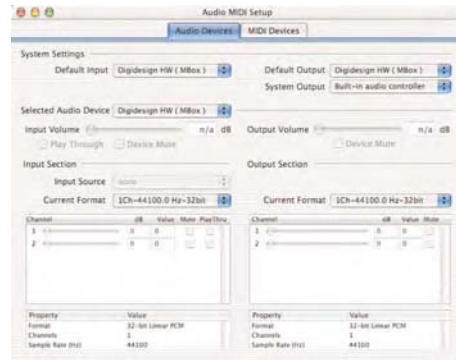 Audio MIDI Setup
Audio Devices MIDI Devices
System Settings
Default Input Digidesign HW ( MBox ) Default Output Digidesign HW ( MBox )
System Output Built-in audio controller
Selected Audio Device Digidesign HW ( MBox )
Input Volume n/a dB Output Volume n/a dB
Play Through Device Mute Device Mute
Input Section Output Section
Input Source none
Current Format 1Ch-44100.0 Hz-32bit Current Format 1Ch-44100.0 Hz-32bit
Channel dB Value Mute PlayThru Channel dB Value Mute
1 0 0 1 0 0
2 0 0 2 0 0
Property Value Property Value
Format 32-bit Linear PCM Format 32-bit Linear PCM
Channels 1 Channels 1
Sample Rate (Hz) 44100 Sample Rate (Hz) 44100